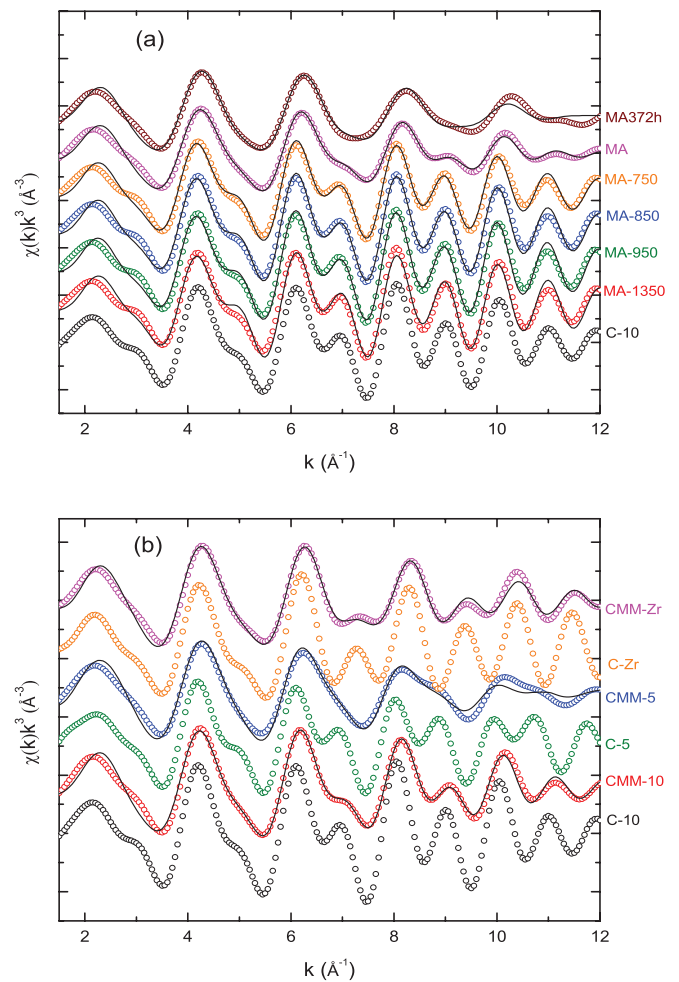 (a)
χ(k)k³ (Å⁻³)
MA372h
MA
MA-750
MA-850
MA-950
MA-1350
C-10
2 4 6 8 10 12
k (Å⁻¹)
(b)
χ(k)k³ (Å⁻³)
CMM-Zr
C-Zr
CMM-5
C-5
CMM-10
C-10
2 4 6 8 10 12
k (Å⁻¹)